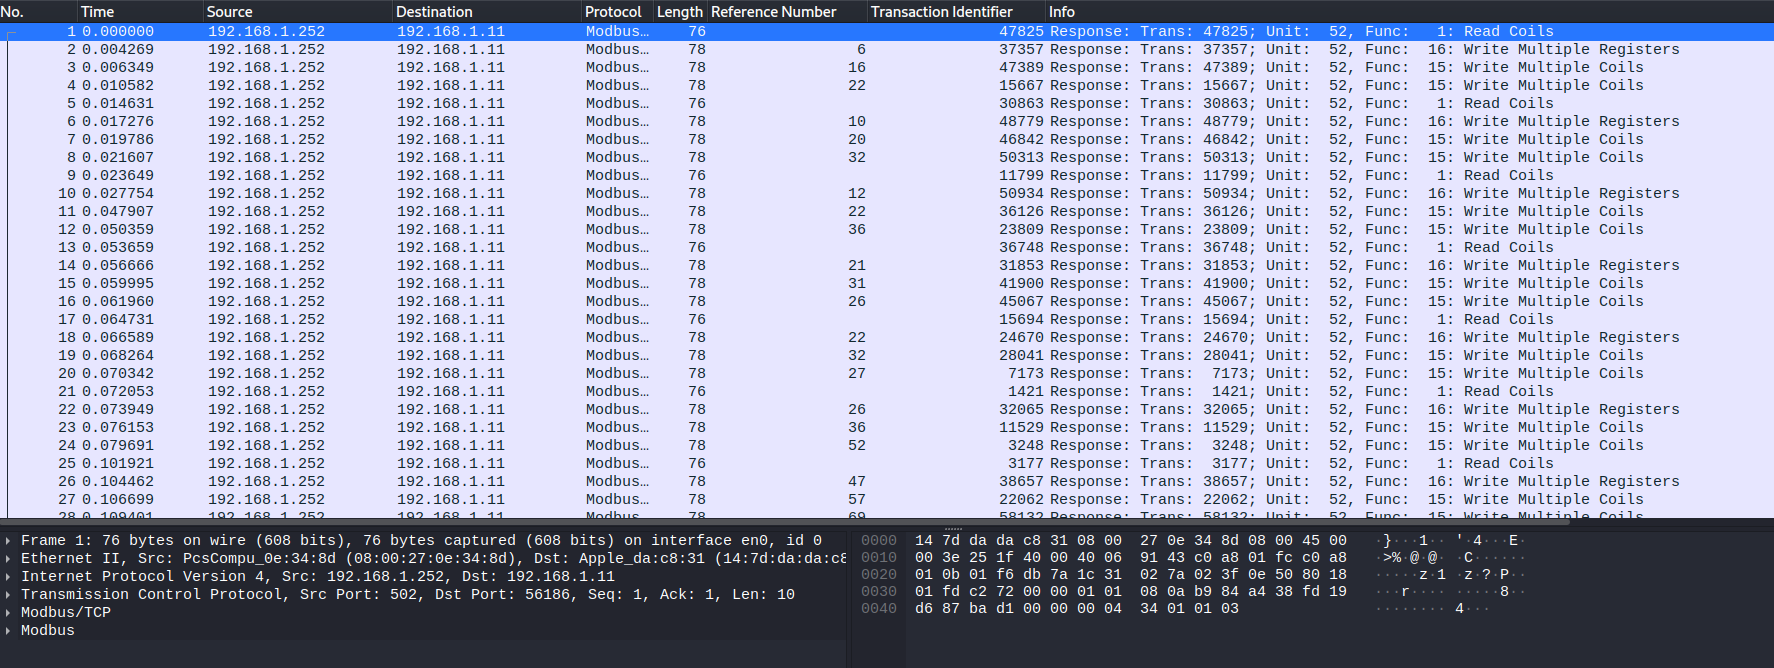 No. Time Source Destination Protocol Length Reference Number Transaction Identifier Info
1 0.000000 192.168.1.252 192.168.1.11 Modbus… 76 47825 Response: Trans: 47825; Unit: 52, Func: 1: Read Coils
2 0.004269 192.168.1.252 192.168.1.11 Modbus… 78 6 37357 Response: Trans: 37357; Unit: 52, Func: 16: Write Multiple Registers
3 0.006349 192.168.1.252 192.168.1.11 Modbus… 78 16 47389 Response: Trans: 47389; Unit: 52, Func: 15: Write Multiple Coils
4 0.010582 192.168.1.252 192.168.1.11 Modbus… 78 22 15667 Response: Trans: 15667; Unit: 52, Func: 15: Write Multiple Coils
5 0.014631 192.168.1.252 192.168.1.11 Modbus… 76 30863 Response: Trans: 30863; Unit: 52, Func: 1: Read Coils
6 0.017276 192.168.1.252 192.168.1.11 Modbus… 78 10 48779 Response: Trans: 48779; Unit: 52, Func: 16: Write Multiple Registers
7 0.019786 192.168.1.252 192.168.1.11 Modbus… 78 20 46842 Response: Trans: 46842; Unit: 52, Func: 15: Write Multiple Coils
8 0.021607 192.168.1.252 192.168.1.11 Modbus… 78 32 50313 Response: Trans: 50313; Unit: 52, Func: 15: Write Multiple Coils
9 0.023649 192.168.1.252 192.168.1.11 Modbus… 76 11799 Response: Trans: 11799; Unit: 52, Func: 1: Read Coils
10 0.027754 192.168.1.252 192.168.1.11 Modbus… 78 12 50934 Response: Trans: 50934; Unit: 52, Func: 16: Write Multiple Registers
11 0.047907 192.168.1.252 192.168.1.11 Modbus… 78 22 36126 Response: Trans: 36126; Unit: 52, Func: 15: Write Multiple Coils
12 0.050359 192.168.1.252 192.168.1.11 Modbus… 78 36 23809 Response: Trans: 23809; Unit: 52, Func: 15: Write Multiple Coils
13 0.053659 192.168.1.252 192.168.1.11 Modbus… 76 36748 Response: Trans: 36748; Unit: 52, Func: 1: Read Coils
14 0.056666 192.168.1.252 192.168.1.11 Modbus… 78 21 31853 Response: Trans: 31853; Unit: 52, Func: 16: Write Multiple Registers
15 0.059995 192.168.1.252 192.168.1.11 Modbus… 78 31 41900 Response: Trans: 41900; Unit: 52, Func: 15: Write Multiple Coils
16 0.061960 192.168.1.252 192.168.1.11 Modbus… 78 26 45067 Response: Trans: 45067; Unit: 52, Func: 15: Write Multiple Coils
17 0.064731 192.168.1.252 192.168.1.11 Modbus… 76 15694 Response: Trans: 15694; Unit: 52, Func: 1: Read Coils
18 0.066589 192.168.1.252 192.168.1.11 Modbus… 78 22 24670 Response: Trans: 24670; Unit: 52, Func: 16: Write Multiple Registers
19 0.068264 192.168.1.252 192.168.1.11 Modbus… 78 32 28041 Response: Trans: 28041; Unit: 52, Func: 15: Write Multiple Coils
20 0.070342 192.168.1.252 192.168.1.11 Modbus… 78 27 7173 Response: Trans: 7173; Unit: 52, Func: 15: Write Multiple Coils
21 0.072053 192.168.1.252 192.168.1.11 Modbus… 76 1421 Response: Trans: 1421; Unit: 52, Func: 1: Read Coils
22 0.073949 192.168.1.252 192.168.1.11 Modbus… 78 26 32065 Response: Trans: 32065; Unit: 52, Func: 16: Write Multiple Registers
23 0.076153 192.168.1.252 192.168.1.11 Modbus… 78 36 11529 Response: Trans: 11529; Unit: 52, Func: 15: Write Multiple Coils
24 0.079691 192.168.1.252 192.168.1.11 Modbus… 78 52 3248 Response: Trans: 3248; Unit: 52, Func: 15: Write Multiple Coils
25 0.101921 192.168.1.252 192.168.1.11 Modbus… 76 3177 Response: Trans: 3177; Unit: 52, Func: 1: Read Coils
26 0.104462 192.168.1.252 192.168.1.11 Modbus… 78 47 38657 Response: Trans: 38657; Unit: 52, Func: 16: Write Multiple Registers
27 0.106699 192.168.1.252 192.168.1.11 Modbus… 78 57 22062 Response: Trans: 22062; Unit: 52, Func: 15: Write Multiple Coils
28 0.109401 192.168.1.252 192.168.1.11 Modbus… 78 69 58132 Response: Trans: 58132; Unit: 52, Func: 15: Write Multiple Coils
Frame 1: 76 bytes on wire (608 bits), 76 bytes captured (608 bits) on interface en0, id 0
Ethernet II, Src: PcsCompu_0e:34:8d (08:00:27:0e:34:8d), Dst: Apple_da:c8:31 (14:7d:da:da:c8
Internet Protocol Version 4, Src: 192.168.1.252, Dst: 192.168.1.11
Transmission Control Protocol, Src Port: 502, Dst Port: 56186, Seq: 1, Ack: 1, Len: 10
Modbus/TCP
Modbus
0000 14 7d da da c8 31 08 00 27 0e 34 8d 08 00 45 00 ·}···1·· '·4···E·
0010 00 3e 25 1f 40 00 40 06 91 43 c0 a8 01 fc c0 a8 ·>%·@·@· ·C······
0020 01 0b 01 f6 db 7a 1c 31 02 7a 02 3f 0e 50 80 18 ·····z·1 ·z·?·P··
0030 01 fd c2 72 00 00 01 01 08 0a b9 84 a4 38 fd 19 ···r···· ·····8··
0040 d6 87 ba d1 00 00 00 04 34 01 01 03 ········ 4···